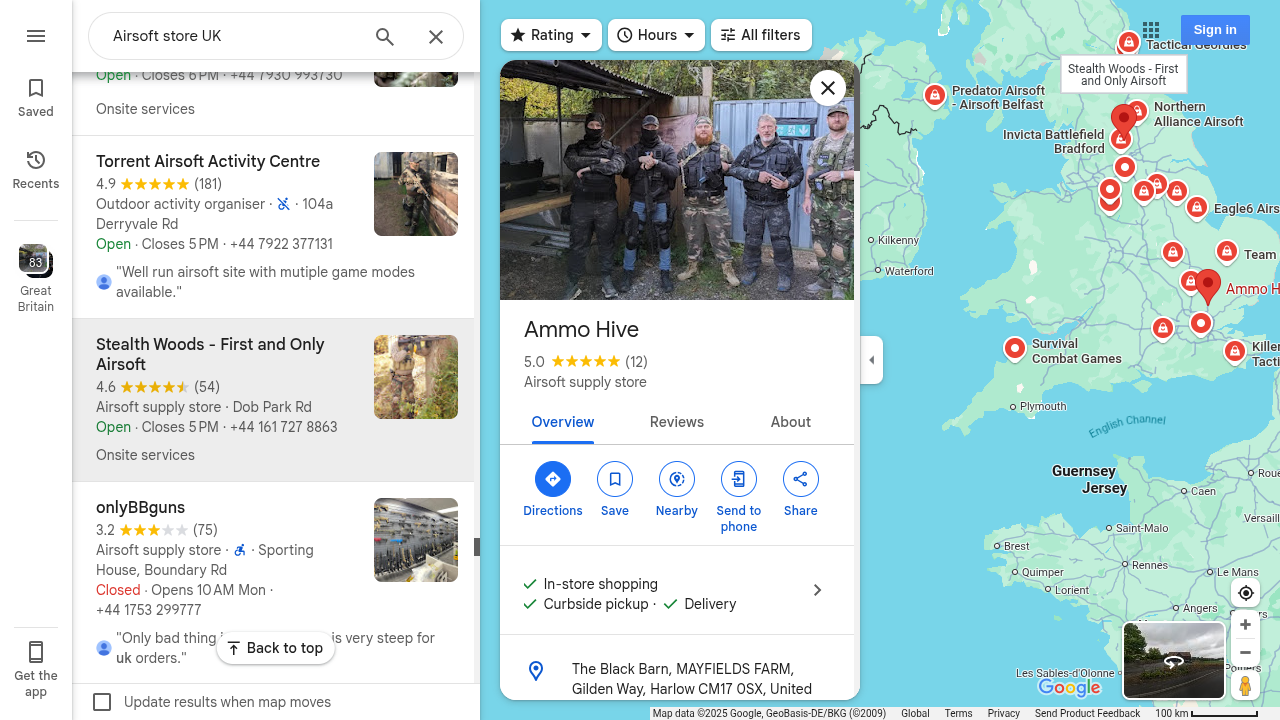 Airsoft store UK
Saved
Recents
83
Great
Britain
Get the
app
Open · Closes 6 PM · +44 7930 993730
Onsite services
Torrent Airsoft Activity Centre
4.9 (181)
Outdoor activity organiser · · 104a
Derryvale Rd
Open · Closes 5 PM · +44 7922 377131
"Well run airsoft site with mutiple game modes
available."
Stealth Woods - First and Only
Airsoft
4.6 (54)
Airsoft supply store · Dob Park Rd
Open · Closes 5 PM · +44 161 727 8863
Onsite services
onlyBBguns
3.2 (75)
Airsoft supply store · · Sporting
House, Boundary Rd
Closed · Opens 10 AM Mon ·
+44 1753 299777
"Only bad thing is very steep for
uk orders."
Back to top
Update results when map moves
Rating
Hours
All filters
Ammo Hive
5.0 (12)
Airsoft supply store
Overview
Reviews
About
Directions
Save
Nearby
Send to
phone
Share
In-store shopping
Curbside pickup · Delivery
The Black Barn, MAYFIELDS FARM,
Gilden Way, Harlow CM17 0SX, United
Sign in
Tactical Geordies
Stealth Woods - First
and Only Airsoft
Predator Airsoft
- Airsoft Belfast
Northern
Alliance Airsoft
Invicta Battlefield
Bradford
Eagle6 Airs
Kilkenny
Waterford
Team
Ammo H
Survival
Combat Games
Killer
Tacti
Plymouth
English Channel
Guernsey
Jersey
Roue
Caen
Saint-Malo
Versaill
Brest
Rennes
Quimper
Le Mans
Lorient
Angers
Les Sables-d'Olonne
Poitiers
Google
Map data ©2025 Google, GeoBasis-DE/BKG (©2009)
Global
Terms
Privacy
Send Product Feedback
100 km